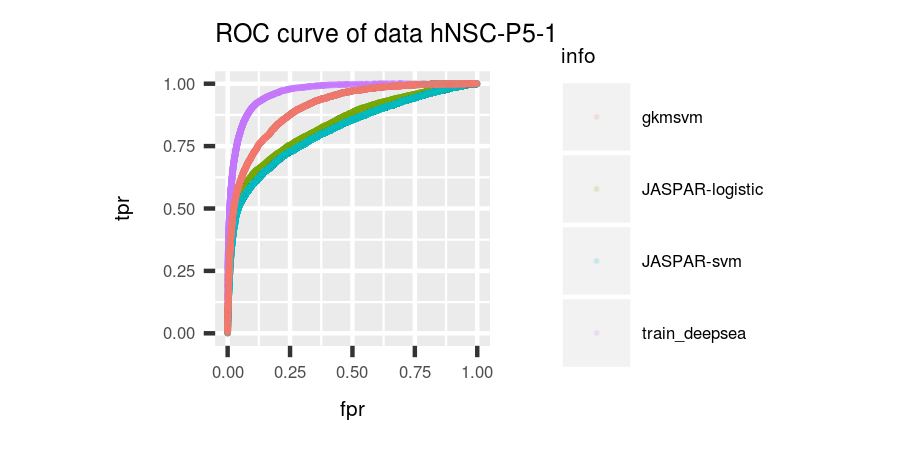 ROC curve of data hNSC-P5-1
info
1.00
0.75
0.50
0.25
0.00
tpr
0.00 0.25 0.50 0.75 1.00
fpr
gkmsvm
JASPAR-logistic
JASPAR-svm
train_deepsea